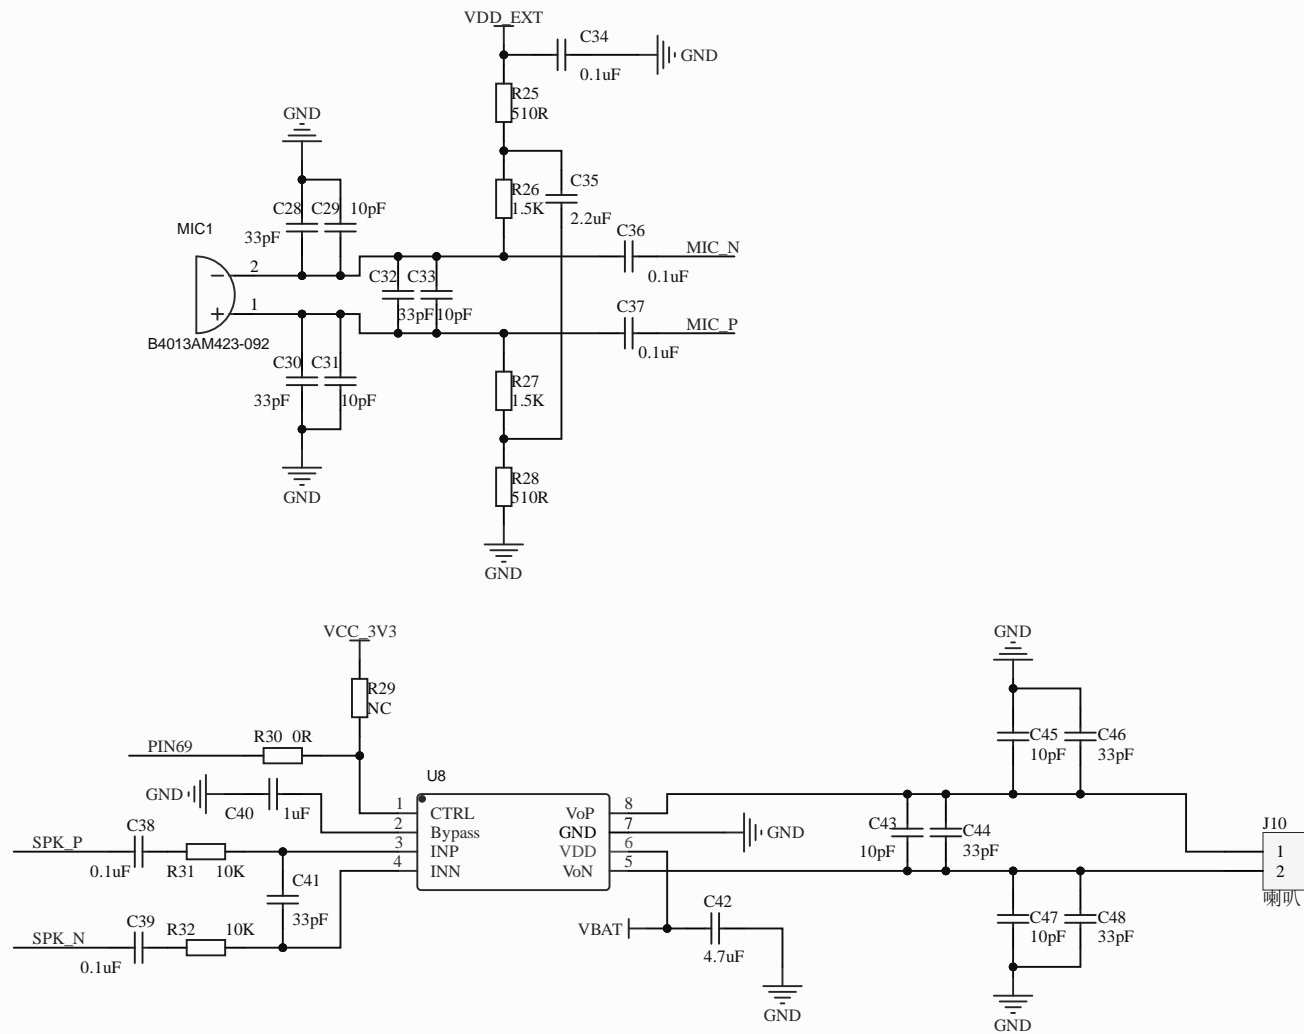 VDD_EXT
C34
GND
0.1uF
R25
510R
GND
R26
1.5K
C35
2.2uF
C28
C29
10pF
33pF
MIC1
C36
MIC_N
0.1uF
2
C32
C33
33pF
10pF
1
C37
MIC_P
0.1uF
B4013AM423-092
C30
C31
33pF
10pF
R27
1.5K
GND
R28
510R
GND
VCC_3V3
R29
NC
PIN69
R30 0R
GND
C40
1uF
U8
1
CTRL
2
Bypass
3
INP
4
INN
VoP
8
GND
7
VDD
6
VoN
5
GND
SPK_P
C38
0.1uF
R31
10K
C41
33pF
SPK_N
C39
0.1uF
R32
10K
VBAT
C42
4.7uF
GND
GND
C45
10pF
C46
33pF
C43
10pF
C44
33pF
J10
1
2
喇叭
C47
10pF
C48
33pF
GND